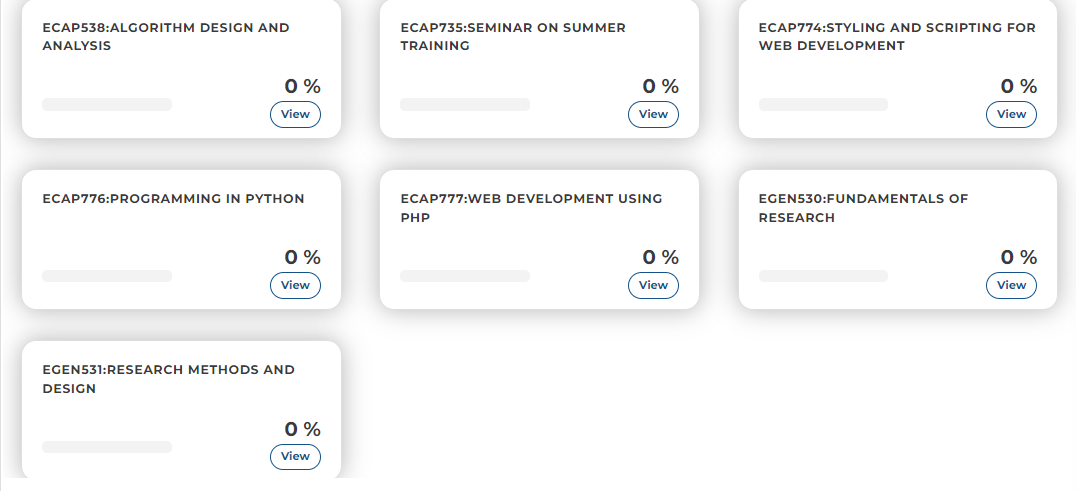 ECAP538:ALGORITHM DESIGN AND
ANALYSIS
0 %
View
ECAP735:SEMINAR ON SUMMER
TRAINING
0 %
View
ECAP774:STYLING AND SCRIPTING FOR
WEB DEVELOPMENT
0 %
View
ECAP776:PROGRAMMING IN PYTHON
0 %
View
ECAP777:WEB DEVELOPMENT USING
PHP
0 %
View
EGEN530:FUNDAMENTALS OF
RESEARCH
0 %
View
EGEN531:RESEARCH METHODS AND
DESIGN
0 %
View